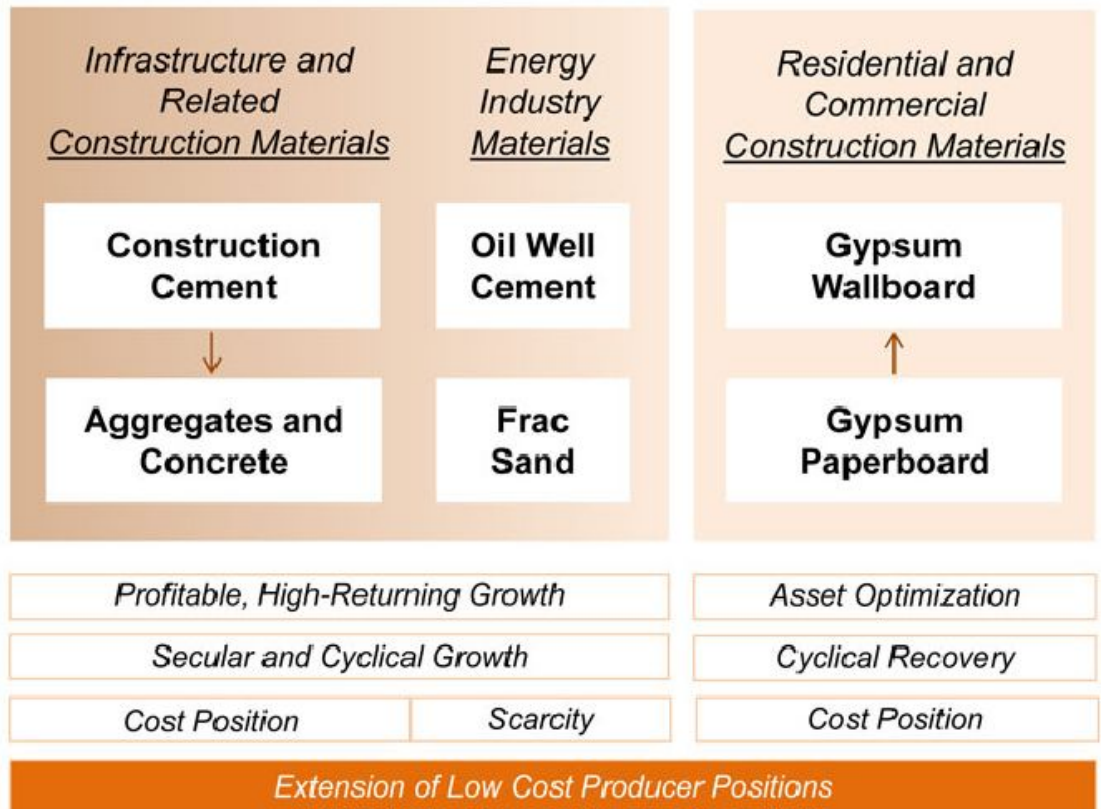 Infrastructure and
Related
Construction Materials
Energy
Industry
Materials
Residential and
Commercial
Construction Materials
Construction
Cement
Oil Well
Cement
Gypsum
Wallboard
Aggregates and
Concrete
Frac
Sand
Gypsum
Paperboard
Profitable, High-Returning Growth
Asset Optimization
Secular and Cyclical Growth
Cyclical Recovery
Cost Position
Scarcity
Cost Position
Extension of Low Cost Producer Positions